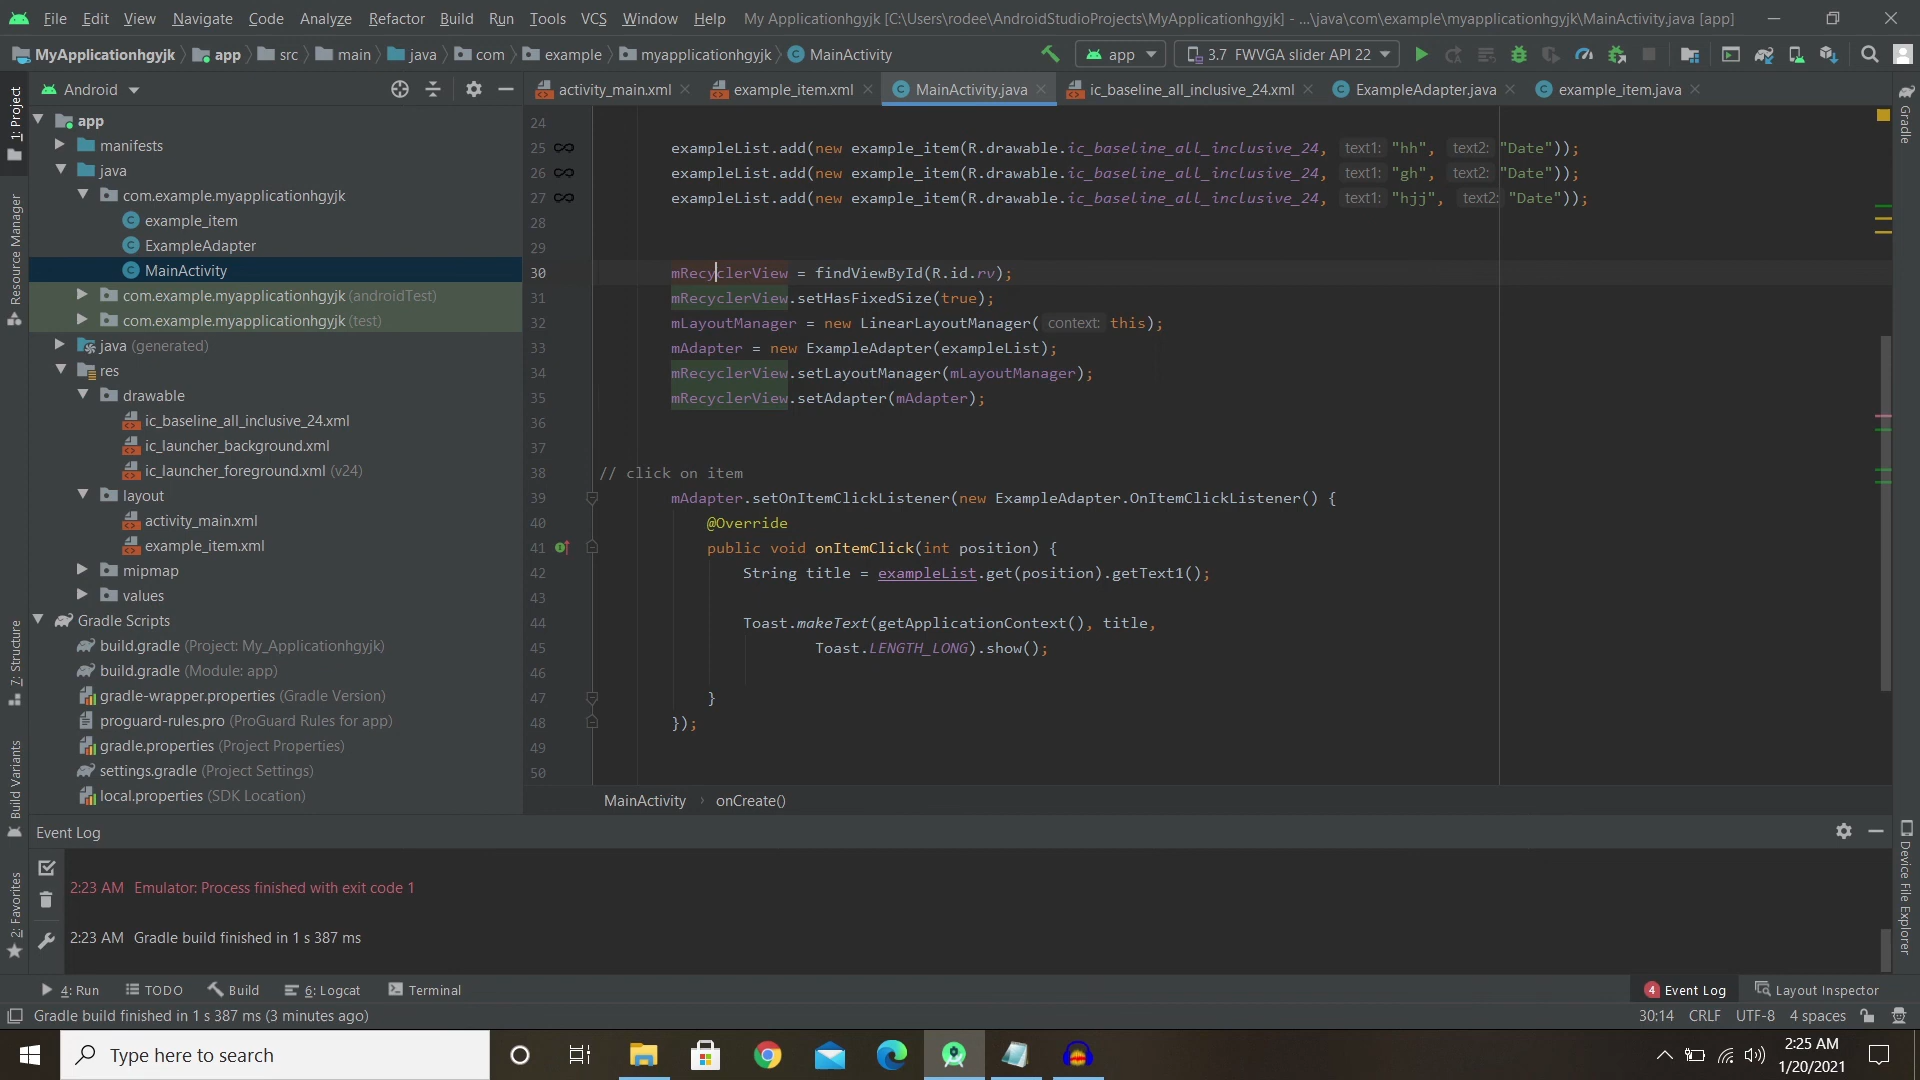 File Edit View Navigate Code Analyze Refactor Build Run Tools VCS Window Help My Applicationhgyjk [C:\Users\rodee\AndroidStudioProjects\MyApplicationhgyjk] - ...\java\com\example\myapplicationhgyjk\MainActivity.java [app]
MyApplicationhgyjk app src main java com example myapplicationhgyjk MainActivity app 3.7 FWVGA slider API 22
Android
activity_main.xml example_item.xml MainActivity.java ic_baseline_all_inclusive_24.xml ExampleAdapter.java example_item.java
1: Project
Resource Manager
7: Structure
Build Variants
2: Favorites
app
manifests
java
com.example.myapplicationhgyjk
example_item
ExampleAdapter
MainActivity
com.example.myapplicationhgyjk (androidTest)
com.example.myapplicationhgyjk (test)
java (generated)
res
drawable
ic_baseline_all_inclusive_24.xml
ic_launcher_background.xml
ic_launcher_foreground.xml (v24)
layout
activity_main.xml
example_item.xml
mipmap
values
Gradle Scripts
build.gradle (Project: My_Applicationhgyjk)
build.gradle (Module: app)
gradle-wrapper.properties (Gradle Version)
proguard-rules.pro (ProGuard Rules for app)
gradle.properties (Project Properties)
settings.gradle (Project Settings)
local.properties (SDK Location)
24
25 exampleList.add(new example_item(R.drawable.ic_baseline_all_inclusive_24, text1: "hh", text2: "Date"));
26 exampleList.add(new example_item(R.drawable.ic_baseline_all_inclusive_24, text1: "gh", text2: "Date"));
27 exampleList.add(new example_item(R.drawable.ic_baseline_all_inclusive_24, text1: "hjj", text2: "Date"));
28
29
30 mRecyclerView = findViewById(R.id.rv);
31 mRecyclerView.setHasFixedSize(true);
32 mLayoutManager = new LinearLayoutManager( context: this);
33 mAdapter = new ExampleAdapter(exampleList);
34 mRecyclerView.setLayoutManager(mLayoutManager);
35 mRecyclerView.setAdapter(mAdapter);
36
37
38 // click on item
39 mAdapter.setOnItemClickListener(new ExampleAdapter.OnItemClickListener() {
40 @Override
41 public void onItemClick(int position) {
42 String title = exampleList.get(position).getText1();
43
44 Toast.makeText(getApplicationContext(), title,
45 Toast.LENGTH_LONG).show();
46
47 }
48 });
49
50
MainActivity onCreate()
Gradle
Device File Explorer
Event Log
2:23 AM Emulator: Process finished with exit code 1
2:23 AM Gradle build finished in 1 s 387 ms
4: Run TODO Build 6: Logcat Terminal 4 Event Log Layout Inspector
Gradle build finished in 1 s 387 ms (3 minutes ago) 30:14 CRLF UTF-8 4 spaces
Type here to search
2:25 AM
1/20/2021